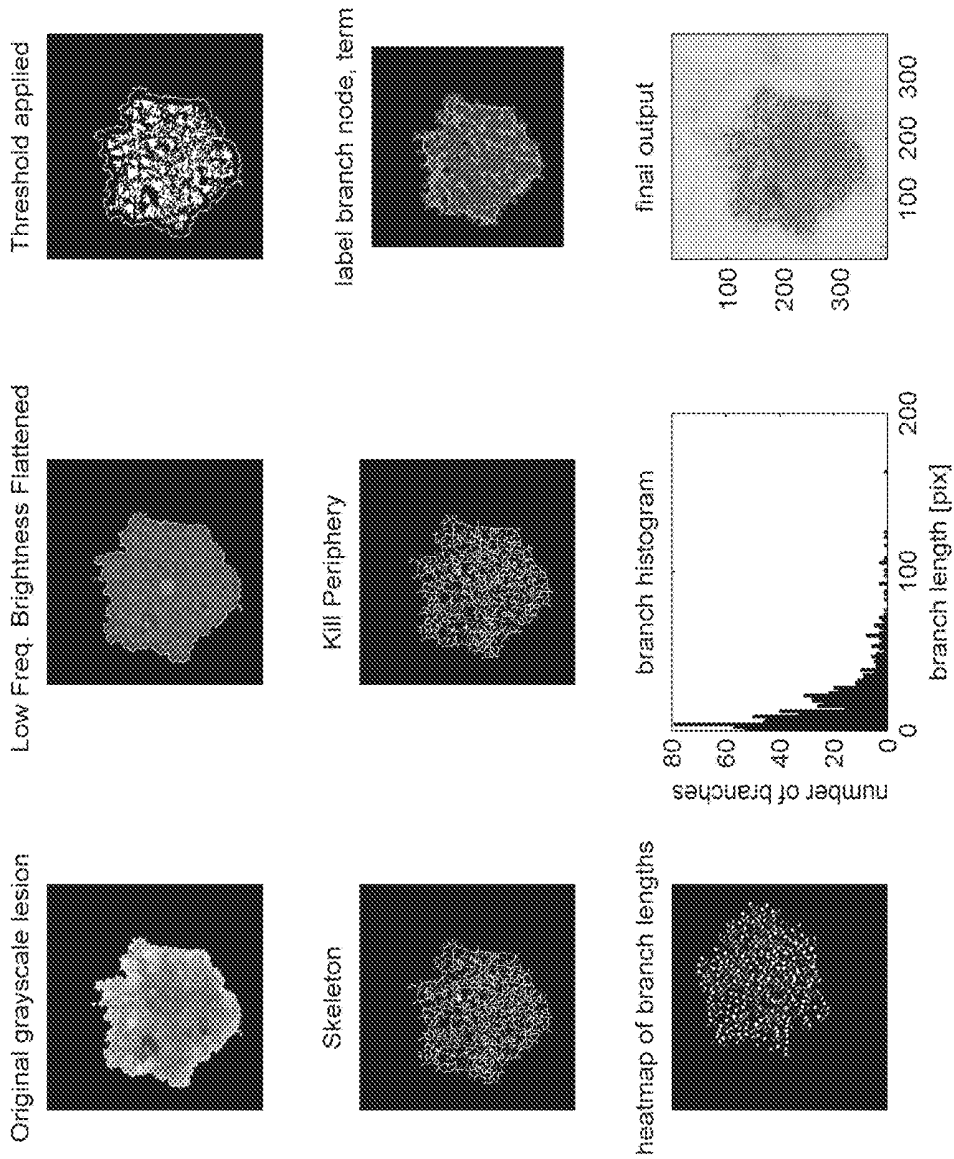 Original grayscale lesion
Low Freq. Brightness Flattened
Threshold applied
Skeleton
Kill Periphery
label branch node, term
heatmap of branch lengths
branch histogram
number of branches
80
60
40
20
0
0
100
200
branch length [pix]
final output
100
200
300
100
200
300